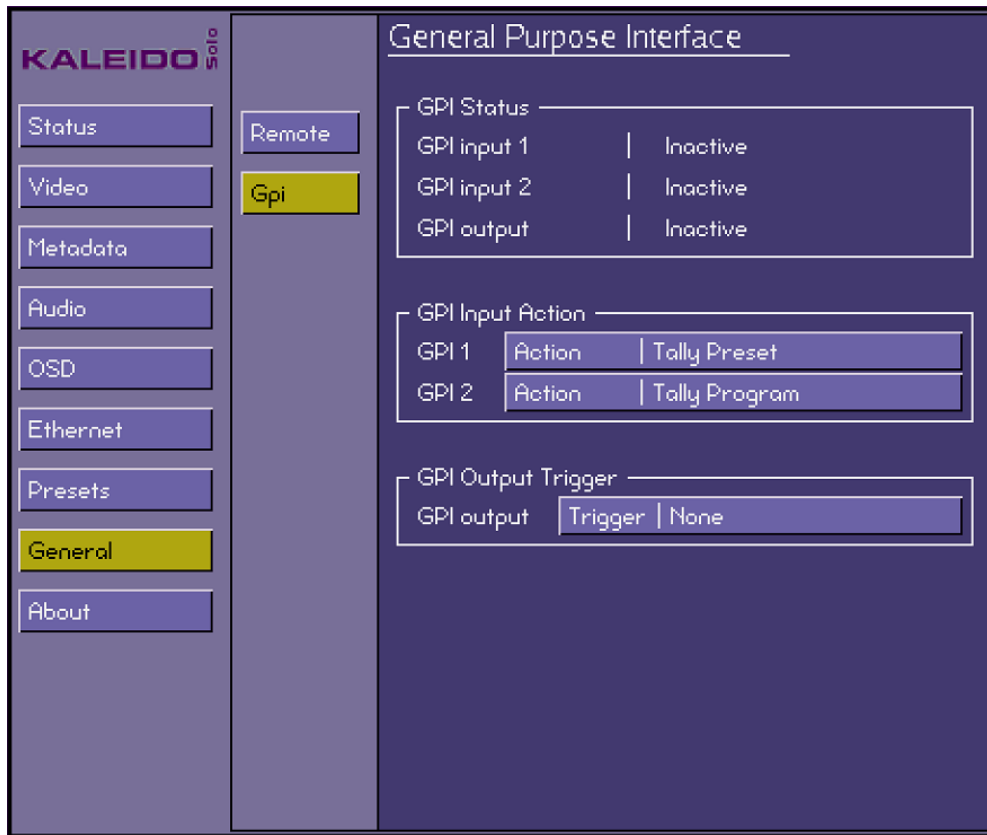 KALEIDO Solo
Status
Video
Metadata
Audio
OSD
Ethernet
Presets
General
About
Remote
Gpi
General Purpose Interface
GPI Status
GPI input 1 | Inactive
GPI input 2 | Inactive
GPI output | Inactive
GPI Input Action
GPI 1 Action | Tally Preset
GPI 2 Action | Tally Program
GPI Output Trigger
GPI output Trigger | None